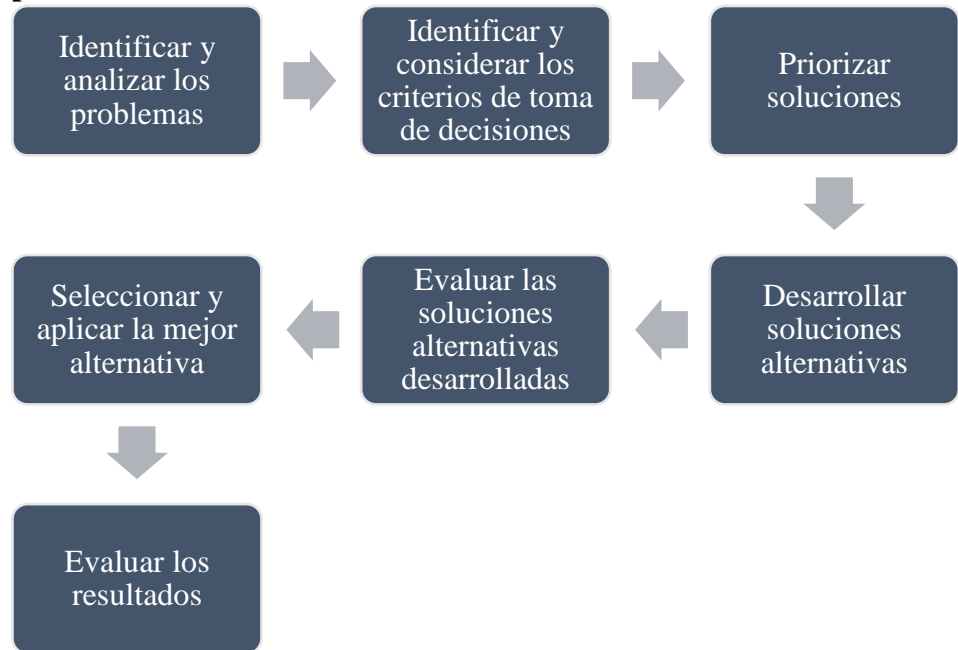 Identificar y
analizar los
problemas
Identificar y
considerar los
criterios de toma
de decisiones
Priorizar
soluciones
Desarrollar
soluciones
alternativas
Evaluar las
soluciones
alternativas
desarrolladas
Seleccionar y
aplicar la mejor
alternativa
Evaluar los
resultados